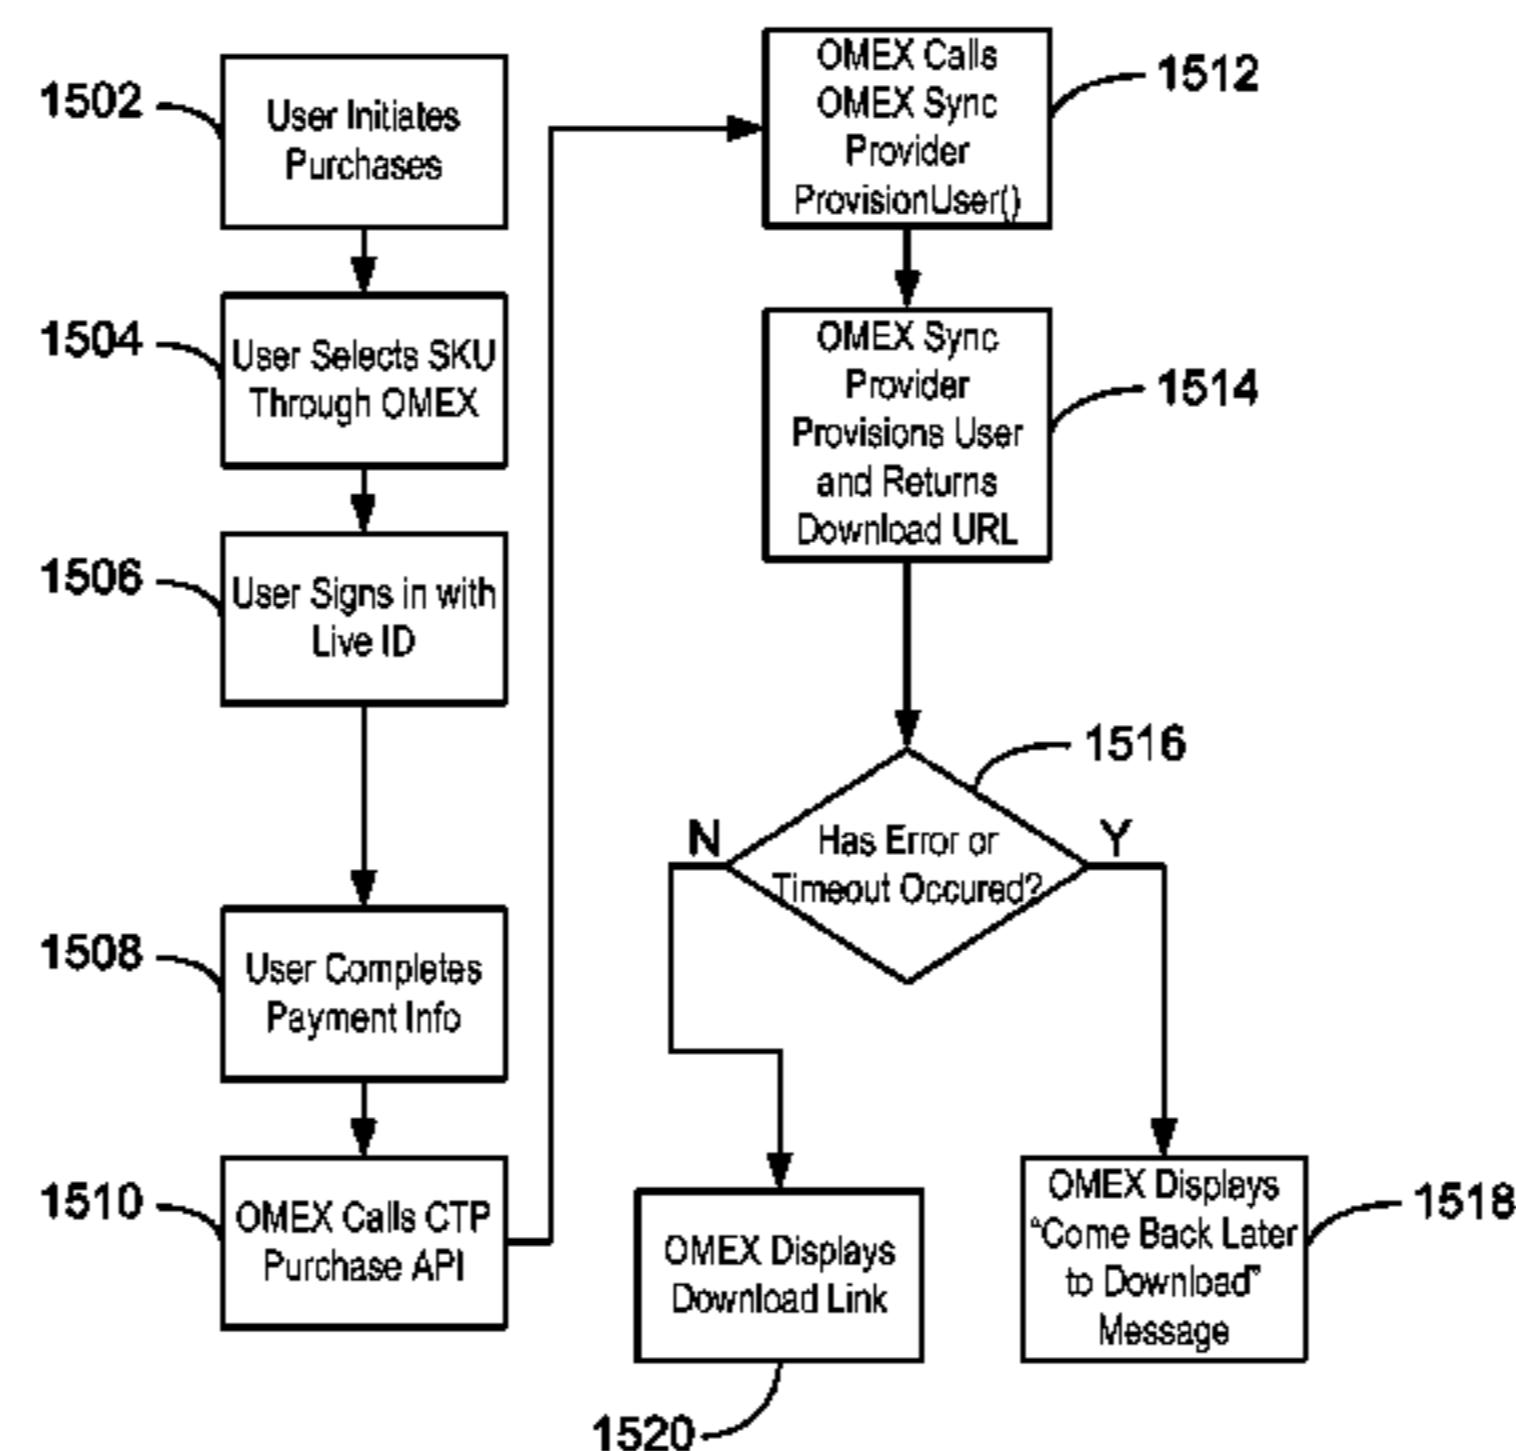 1502
User Initiates
Purchases
1504
User Selects SKU
Through OMEX
1506
User Signs in with
Live ID
1508
User Completes
Payment Info
1510
OMEX Calls CTP
Purchase API
OMEX Calls
OMEX Sync
Provider
ProvisionUser()
1512
OMEX Sync
Provider
Provisions User
and Returns
Download URL
1514
1516
N
Has Error or
Timeout Occured?
Y
OMEX Displays
Download Link
1520
OMEX Displays
“Come Back Later
to Download”
Message
1518